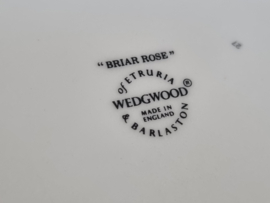 "BRIAR ROSE"
of ETRURIA
WEDGWOOD®
MADE IN
ENGLAND
& BARLASTON